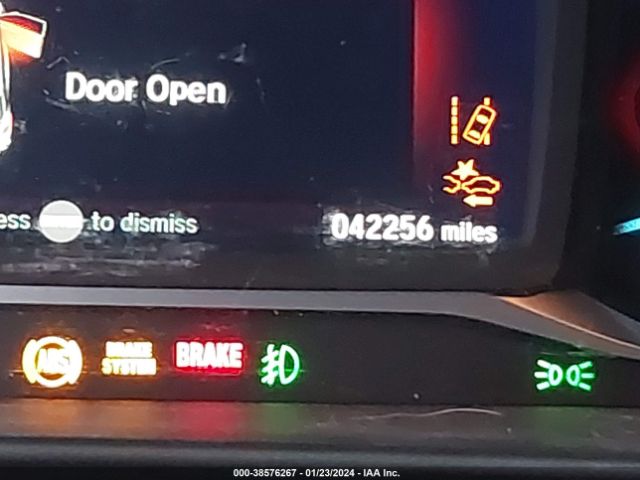 Door Open
ess to dismiss
042256 miles
ABS
BRAKE SYSTEM
BRAKE
000-38576267 - 01/23/2024 - IAA Inc.